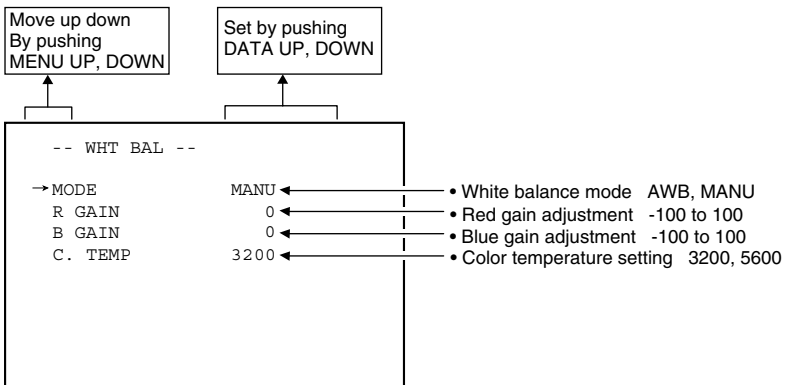 Move up down
By pushing
MENU UP, DOWN
Set by pushing
DATA UP, DOWN
-- WHT BAL --
→MODE MANU
R GAIN 0
B GAIN 0
C. TEMP 3200
• White balance mode AWB, MANU
• Red gain adjustment -100 to 100
• Blue gain adjustment -100 to 100
• Color temperature setting 3200, 5600